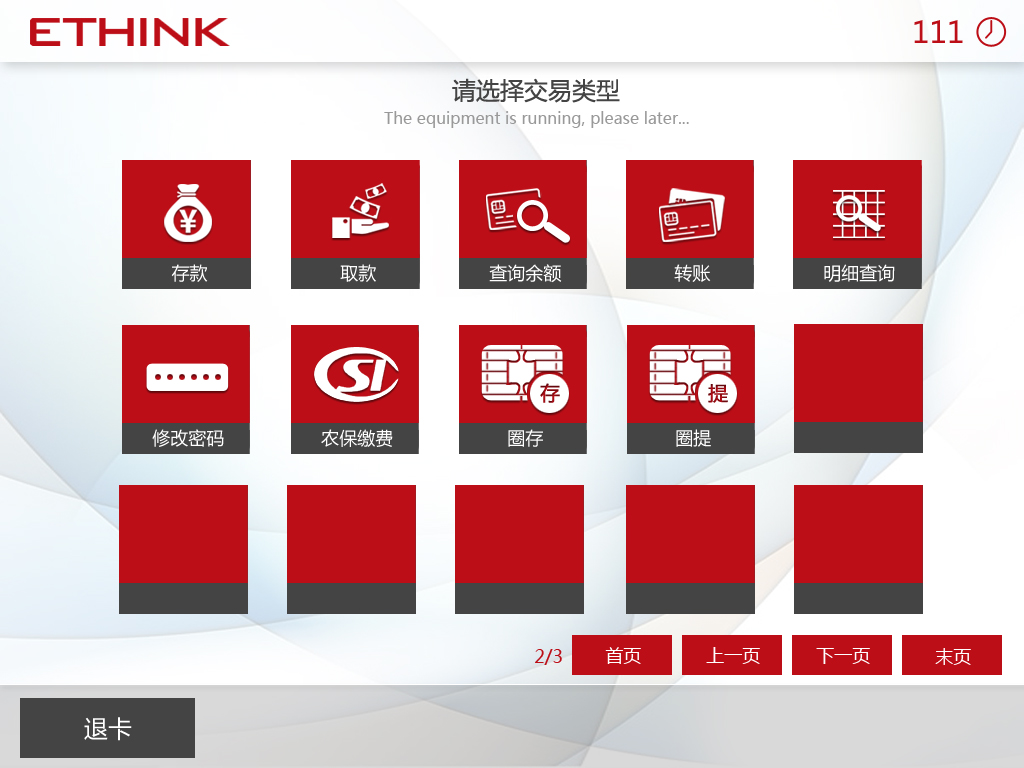 ETHINK
111
请选择交易类型
The equipment is running, please later...
¥
存款
取款
查询余额
转账
明细查询
修改密码
SI
农保缴费
存
圈存
提
圈提
2/3
首页
上一页
下一页
末页
退卡